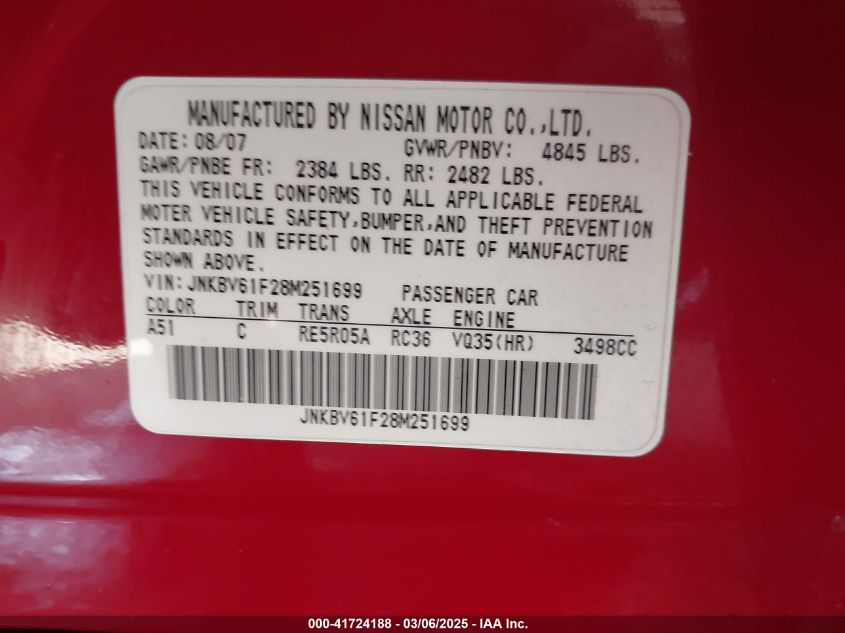 MANUFACTURED BY NISSAN MOTOR CO.,LTD.
DATE: 08/07 GVWR/PNBV: 4845 LBS.
GAWR/PNBE FR: 2384 LBS. RR: 2482 LBS.
THIS VEHICLE CONFORMS TO ALL APPLICABLE FEDERAL
MOTER VEHICLE SAFETY,BUMPER,AND THEFT PREVENTION
STANDARDS IN EFFECT ON THE DATE OF MANUFACTURE
SHOWN ABOVE.
VIN: JNKBV61F28M251699 PASSENGER CAR
COLOR TRIM TRANS AXLE ENGINE
A51 C RE5R05A RC36 VQ35(HR) 3498CC
JNKBV61F28M251699
000-41724188 - 03/06/2025 - IAA Inc.